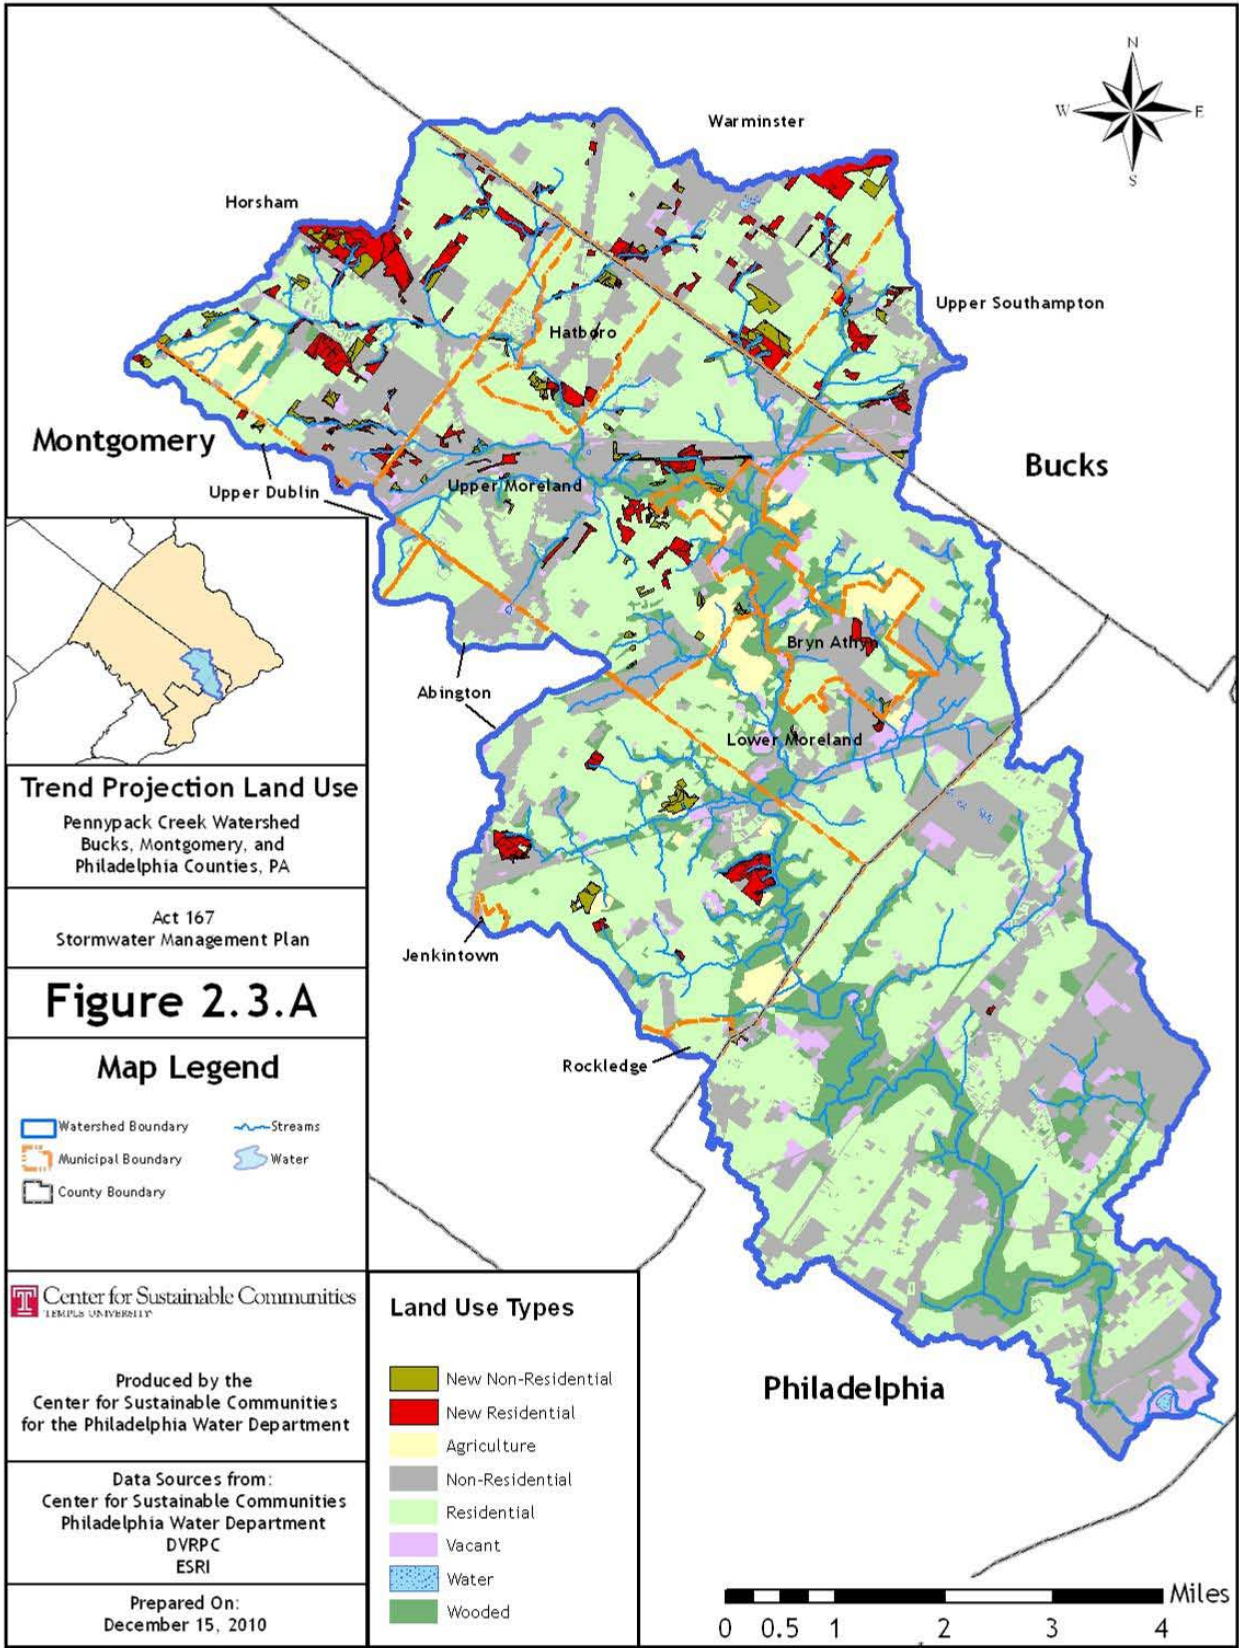 N
W
E
S
Warminster
Horsham
Upper Southampton
Hatboro
Montgomery
Bucks
Upper Dublin
Upper Moreland
Bryn Athyn
Abington
Lower Moreland
Jenkintown
Rockledge
Philadelphia
Trend Projection Land Use
Pennypack Creek Watershed
Bucks, Montgomery, and
Philadelphia Counties, PA
Act 167
Stormwater Management Plan
Figure 2.3.A
Map Legend
Watershed Boundary
Streams
Municipal Boundary
Water
County Boundary
T Center for Sustainable Communities
TEMPLE UNIVERSITY
Produced by the
Center for Sustainable Communities
for the Philadelphia Water Department
Data Sources from:
Center for Sustainable Communities
Philadelphia Water Department
DVRPC
ESRI
Prepared On:
December 15, 2010
Land Use Types
New Non-Residential
New Residential
Agriculture
Non-Residential
Residential
Vacant
Water
Wooded
Miles
0 0.5 1 2 3 4